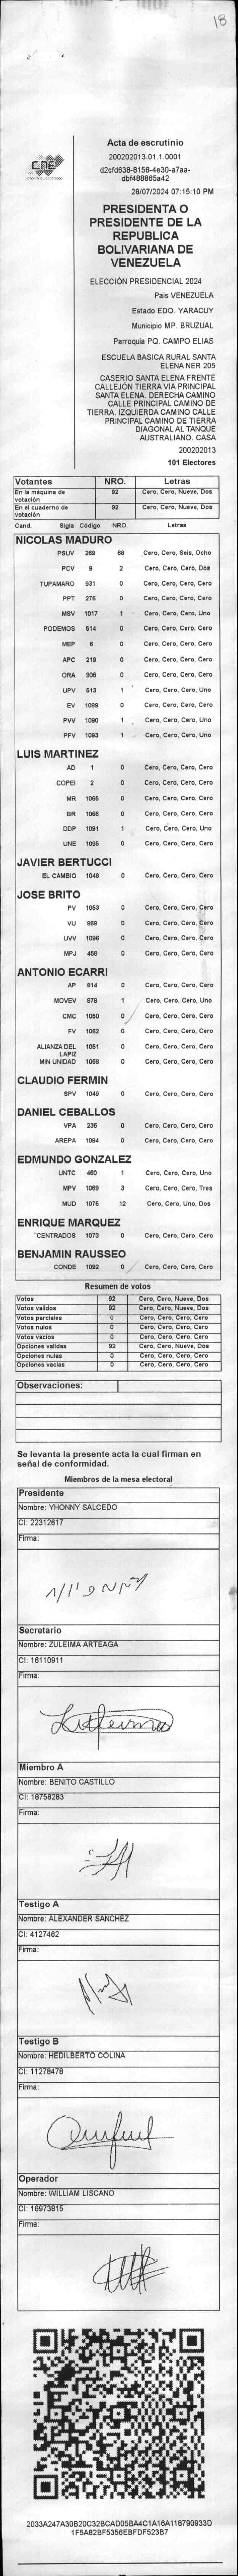 18
CNE
Acta de escrutinio
200202013.01.1.0001
d2cfd638-8158-4e30-a7aa-
dbf488865a42
28/07/2024 07:15:10 PM
PRESIDENTA O
PRESIDENTE DE LA
REPUBLICA
BOLIVARIANA DE
VENEZUELA
ELECCIÓN PRESIDENCIAL 2024
Pais VENEZUELA
Estado EDO. YARACUY
Municipio MP. BRUZUAL
Parroquia PQ. CAMPO ELIAS
ESCUELA BASICA RURAL SANTA
ELENA NER 205
CASERIO SANTA ELENA FRENTE
CALLEJÓN TIERRA VIA PRINCIPAL
SANTA ELENA. DERECHA CAMINO
CALLE PRINCIPAL CAMINO DE
TIERRA. IZQUIERDA CAMINO CALLE
PRINCIPAL CAMINO DE TIERRA
DIAGONAL AL TANQUE
AUSTRALIANO. CASA
200202013
101 Electores
Votantes NRO. Letras
En la máquina de votación 92 Cero, Cero, Nueve, Dos
En el cuaderno de votación 92 Cero, Cero, Nueve, Dos
Cand. Sigla Código NRO. Letras
NICOLAS MADURO
PSUV 269 68 Cero, Cero, Seis, Ocho
PCV 9 2 Cero, Cero, Cero, Dos
TUPAMARO 931 0 Cero, Cero, Cero, Cero
PPT 276 0 Cero, Cero, Cero, Cero
MSV 1017 1 Cero, Cero, Cero, Uno
PODEMOS 514 0 Cero, Cero, Cero, Cero
MEP 6 0 Cero, Cero, Cero, Cero
APC 219 0 Cero, Cero, Cero, Cero
ORA 906 0 Cero, Cero, Cero, Cero
UPV 513 1 Cero, Cero, Cero, Uno
EV 1089 0 Cero, Cero, Cero, Cero
PVV 1090 1 Cero, Cero, Cero, Uno
PFV 1093 1 Cero, Cero, Cero, Uno
LUIS MARTINEZ
AD 1 0 Cero, Cero, Cero, Cero
COPEI 2 0 Cero, Cero, Cero, Cero
MR 1065 0 Cero, Cero, Cero, Cero
BR 1066 0 Cero, Cero, Cero, Cero
DDP 1091 1 Cero, Cero, Cero, Uno
UNE 1095 0 Cero, Cero, Cero, Cero
JAVIER BERTUCCI
EL CAMBIO 1048 0 Cero, Cero, Cero, Cero
JOSE BRITO
PV 1053 0 Cero, Cero, Cero, Cero
VU 868 0 Cero, Cero, Cero, Cero
UVV 1096 0 Cero, Cero, Cero, Cero
MPJ 458 0 Cero, Cero, Cero, Cero
ANTONIO ECARRI
AP 914 0 Cero, Cero, Cero, Cero
MOVEV 979 1 Cero, Cero, Cero, Uno
CMC 1050 0 Cero, Cero, Cero, Cero
FV 1082 0 Cero, Cero, Cero, Cero
ALIANZA DEL LAPIZ 1051 0 Cero, Cero, Cero, Cero
MIN UNIDAD 1068 0 Cero, Cero, Cero, Cero
CLAUDIO FERMIN
SPV 1049 0 Cero, Cero, Cero, Cero
DANIEL CEBALLOS
VPA 236 0 Cero, Cero, Cero, Cero
AREPA 1094 0 Cero, Cero, Cero, Cero
EDMUNDO GONZALEZ
UNTC 460 1 Cero, Cero, Cero, Uno
MPV 1069 3 Cero, Cero, Cero, Tres
MUD 1075 12 Cero, Cero, Uno, Dos
ENRIQUE MARQUEZ
CENTRADOS 1073 0 Cero, Cero, Cero, Cero
BENJAMIN RAUSSEO
CONDE 1092 0 Cero, Cero, Cero, Cero
Resumen de votos
Votos 92 Cero, Cero, Nueve, Dos
Votos validos 92 Cero, Cero, Nueve, Dos
Votos parciales 0 Cero, Cero, Cero, Cero
Votos nulos 0 Cero, Cero, Cero, Cero
Votos vacios 0 Cero, Cero, Cero, Cero
Opciones validas 92 Cero, Cero, Nueve, Dos
Opciones nulas 0 Cero, Cero, Cero, Cero
Opciones vacias 0 Cero, Cero, Cero, Cero
Observaciones:
Se levanta la presente acta la cual firman en
señal de conformidad.
Miembros de la mesa electoral
Presidente
Nombre: YHONNY SALCEDO
CI: 22312617
Firma:
Secretario
Nombre: ZULEIMA ARTEAGA
CI: 16110911
Firma:
Miembro A
Nombre: BENITO CASTILLO
CI: 18758283
Firma:
Testigo A
Nombre: ALEXANDER SANCHEZ
CI: 4127462
Firma:
Testigo B
Nombre: HEDILBERTO COLINA
CI: 11278478
Firma:
Operador
Nombre: WILLIAM LISCANO
CI: 16973815
Firma:
2033A247A30B20C32BCAD05BA4C1A16A118790933D
1F5A82BF5356EBFDF523B7